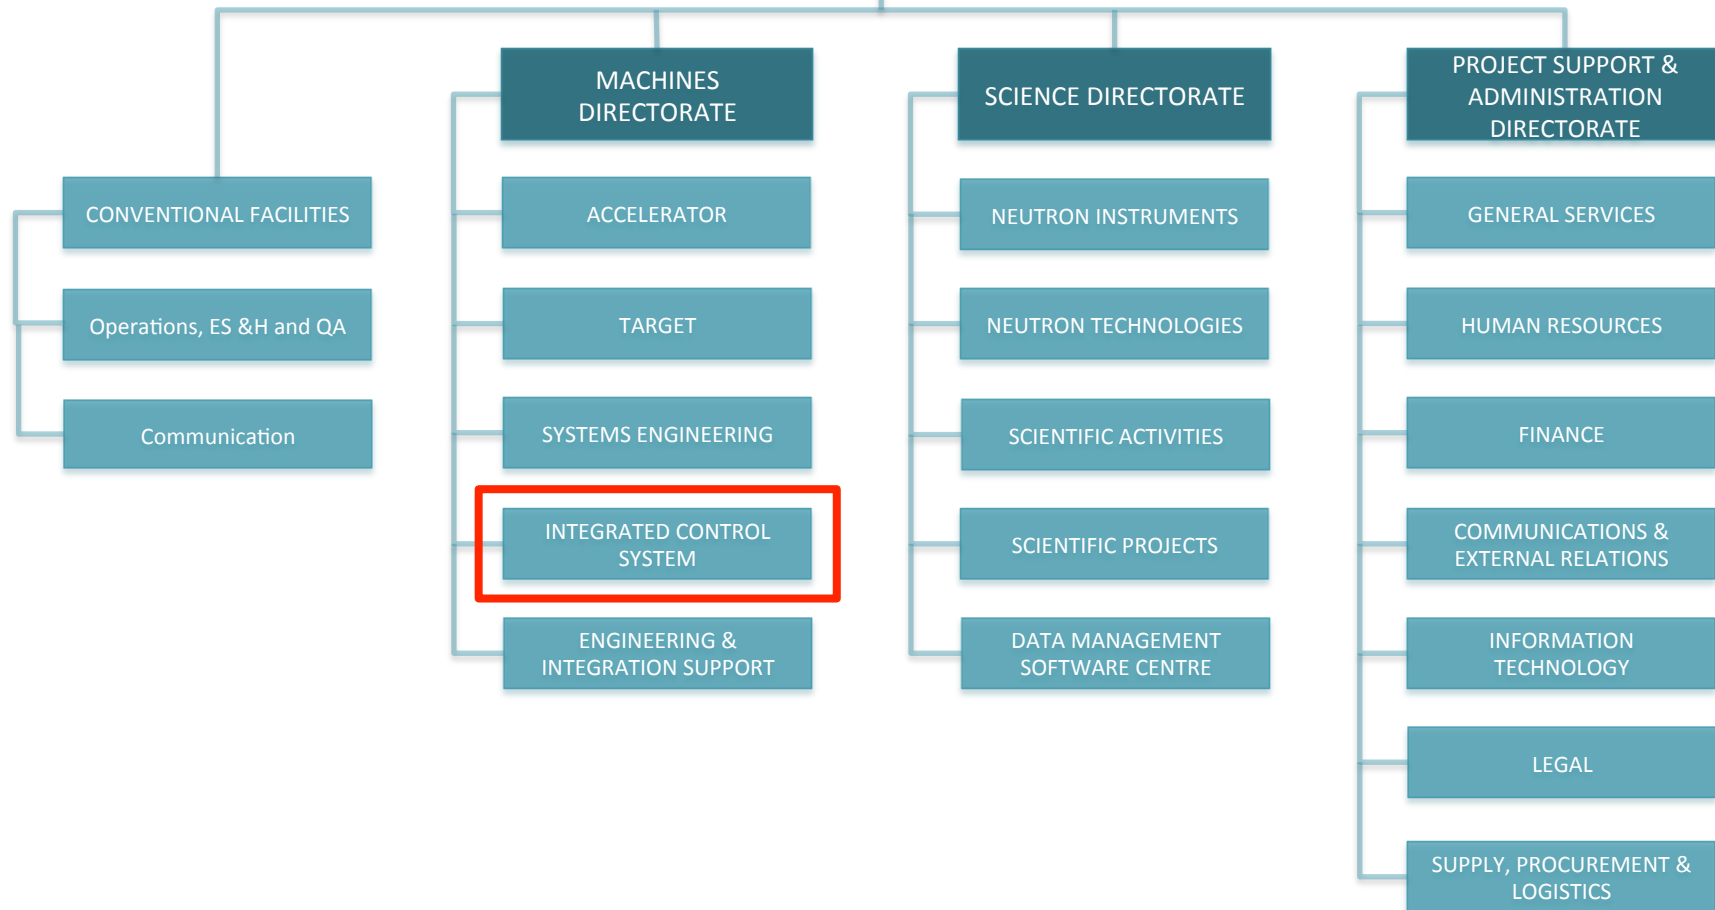 MACHINES
DIRECTORATE
SCIENCE DIRECTORATE
PROJECT SUPPORT &
ADMINISTRATION
DIRECTORATE
CONVENTIONAL FACILITIES
Operations, ES &H and QA
Communication
ACCELERATOR
TARGET
SYSTEMS ENGINEERING
INTEGRATED CONTROL
SYSTEM
ENGINEERING &
INTEGRATION SUPPORT
NEUTRON INSTRUMENTS
NEUTRON TECHNOLOGIES
SCIENTIFIC ACTIVITIES
SCIENTIFIC PROJECTS
DATA MANAGEMENT
SOFTWARE CENTRE
GENERAL SERVICES
HUMAN RESOURCES
FINANCE
COMMUNICATIONS &
EXTERNAL RELATIONS
INFORMATION
TECHNOLOGY
LEGAL
SUPPLY, PROCUREMENT &
LOGISTICS